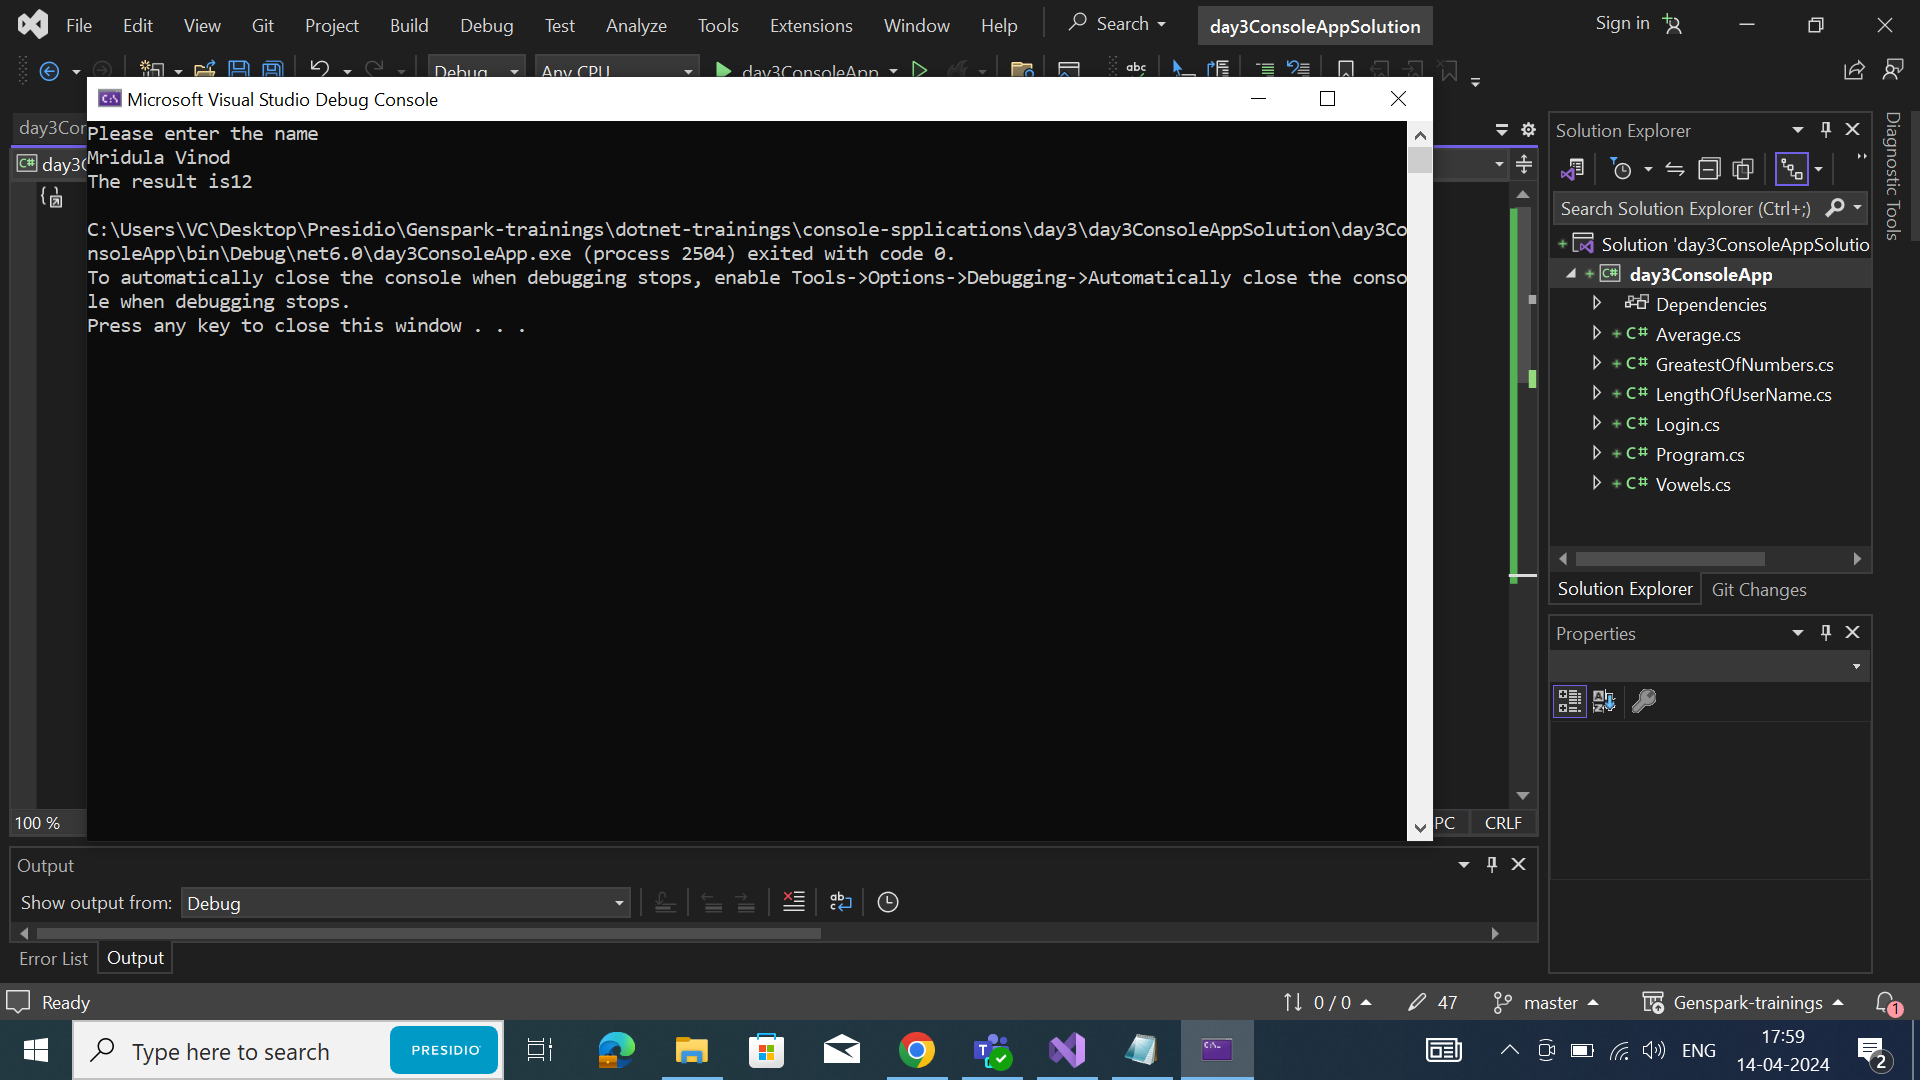 File Edit View Git Project Build Debug Test Analyze Tools Extensions Window Help Search day3ConsoleAppSolution Sign in
Debug Any CPU day3ConsoleApp
Microsoft Visual Studio Debug Console
Please enter the name
Mridula Vinod
The result is12
C:\Users\VC\Desktop\Presidio\Genspark-trainings\dotnet-trainings\console-spplications\day3\day3ConsoleAppSolution\day3Co
nsoleApp\bin\Debug\net6.0\day3ConsoleApp.exe (process 2504) exited with code 0.
To automatically close the console when debugging stops, enable Tools->Options->Debugging->Automatically close the conso
le when debugging stops.
Press any key to close this window . . .
day3Cor
day3C
100 %
PC CRLF
Solution Explorer
Search Solution Explorer (Ctrl+;)
Solution 'day3ConsoleAppSolutio
day3ConsoleApp
Dependencies
Average.cs
GreatestOfNumbers.cs
LengthOfUserName.cs
Login.cs
Program.cs
Vowels.cs
Solution Explorer Git Changes
Properties
Diagnostic Tools
Output
Show output from: Debug
Error List Output
Ready 0 / 0 47 master Genspark-trainings 1
Type here to search PRESIDIO ENG 17:59
14-04-2024 2